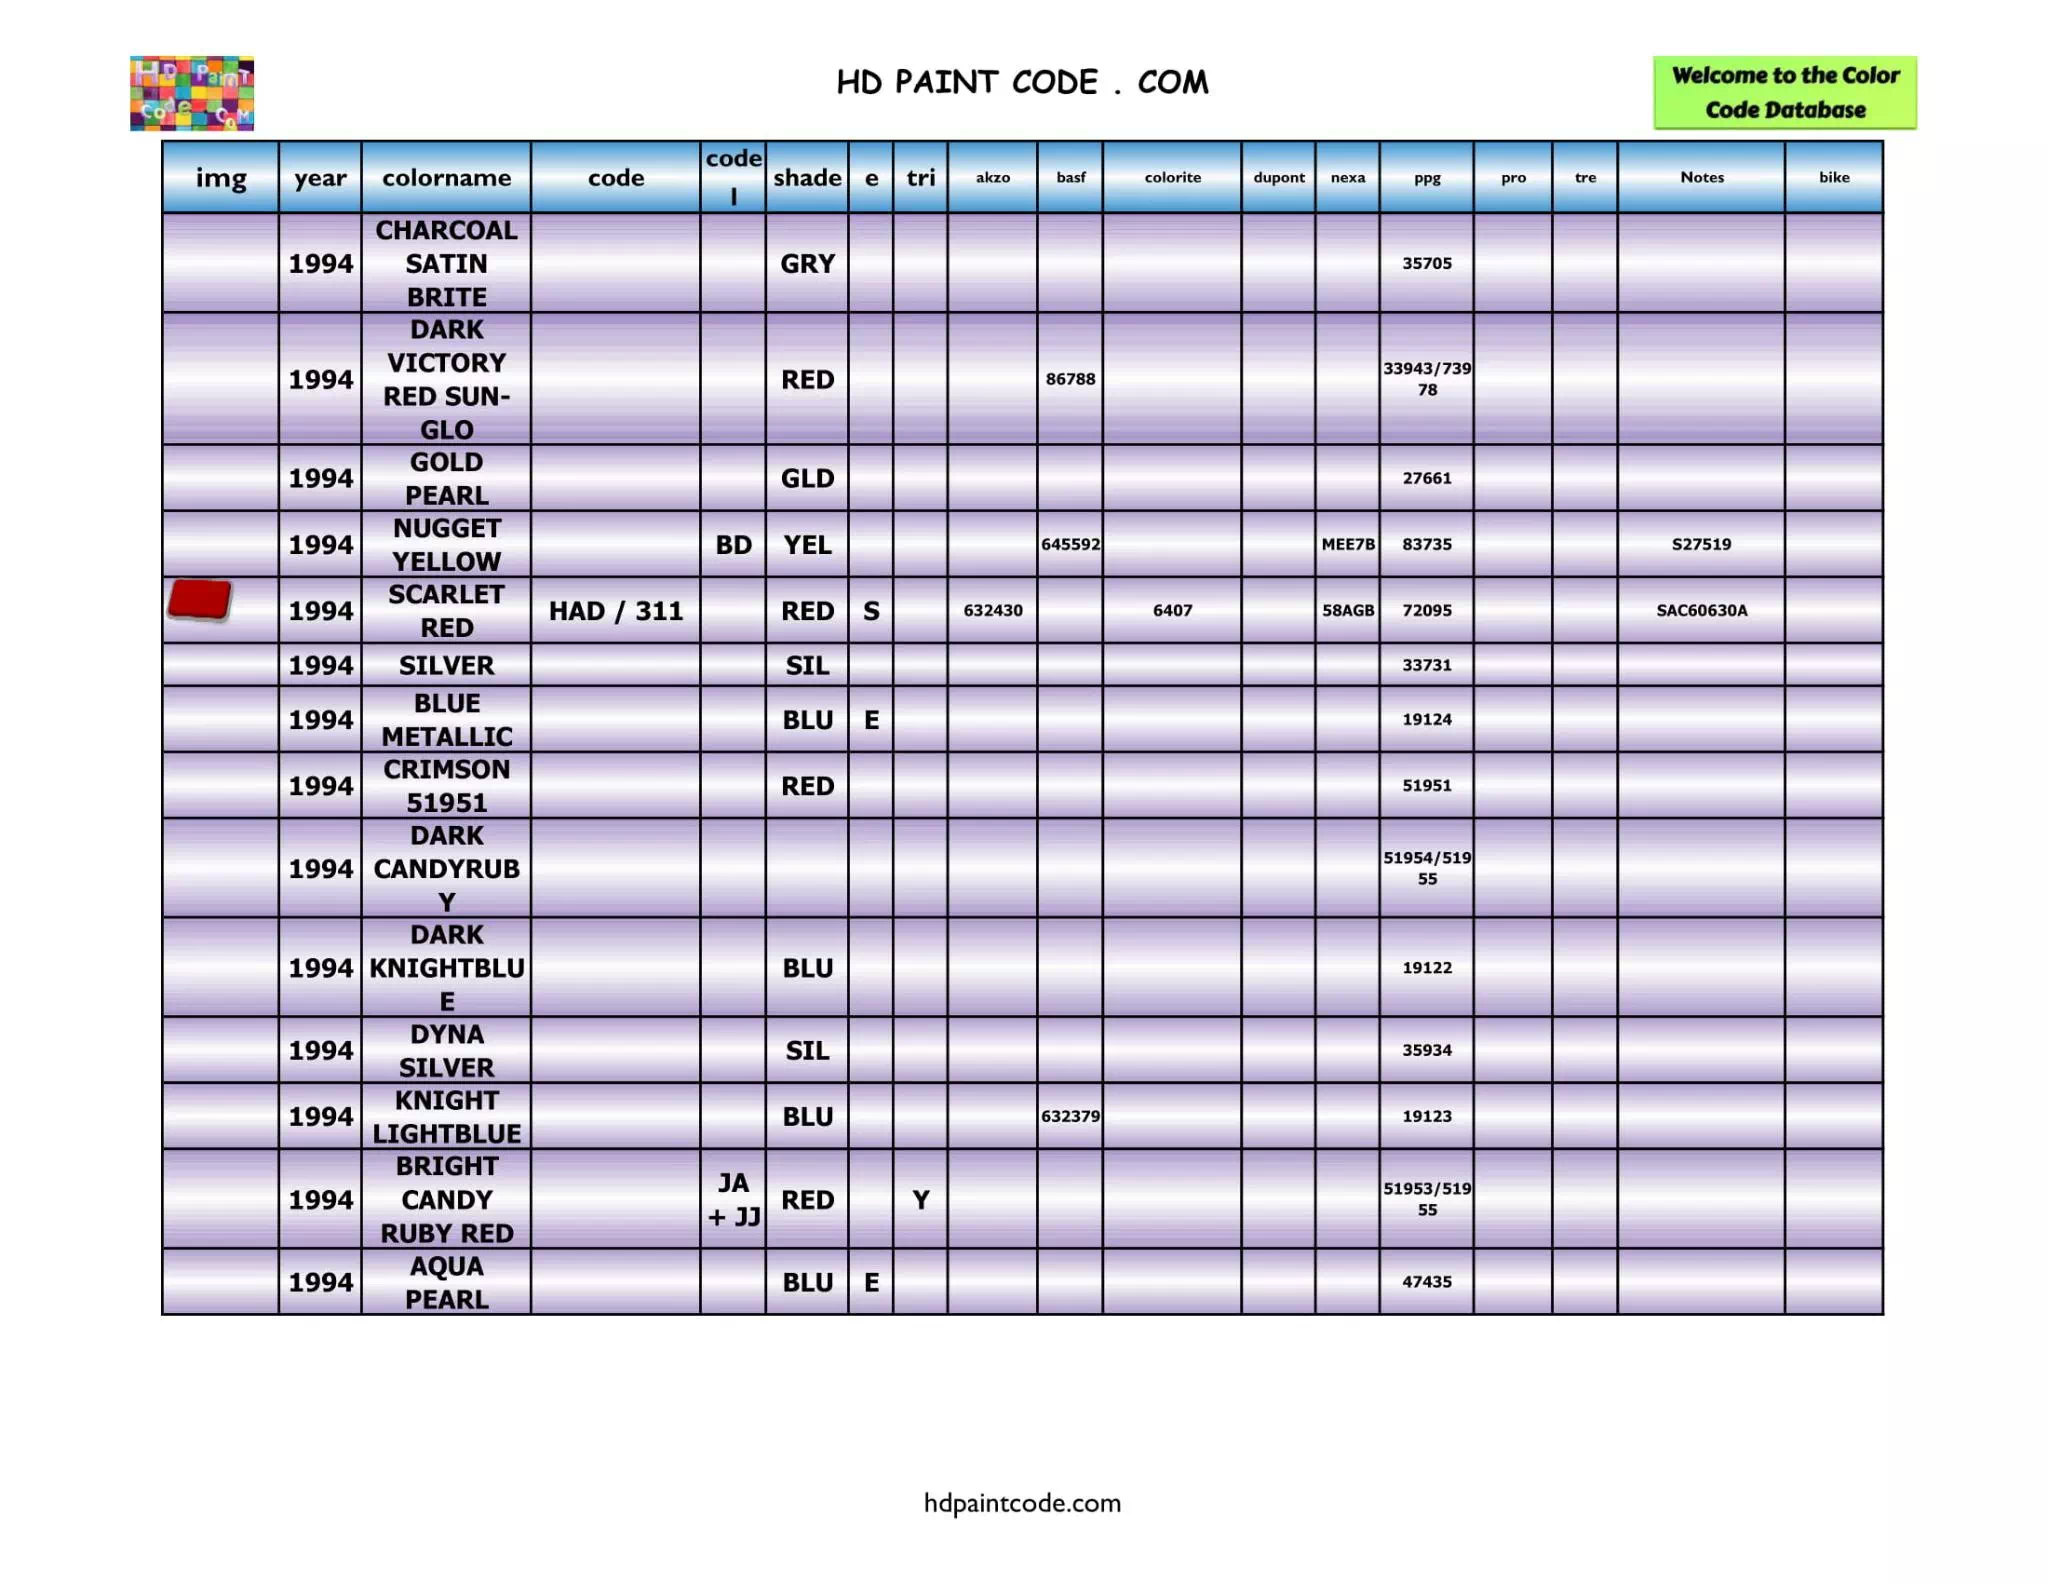 HD PAINT CODE . COM
HD Paint
Code
CoM
Welcome to the Color
Code Database
img year colorname code code l shade e tri akzo basf colorite dupont nexa ppg pro tre Notes bike
1994 CHARCOAL SATIN BRITE GRY 35705
1994 DARK VICTORY RED SUN-GLO RED 86788 33943/73978
1994 GOLD PEARL GLD 27661
1994 NUGGET YELLOW BD YEL 645592 MEE7B 83735 S27519
1994 SCARLET RED HAD / 311 RED S 632430 6407 58AGB 72095 SAC60630A
1994 SILVER SIL 33731
1994 BLUE METALLIC BLU E 19124
1994 CRIMSON 51951 RED 51951
1994 DARK CANDYRUBY 51954/51955
1994 DARK KNIGHTBLUE BLU 19122
1994 DYNA SILVER SIL 35934
1994 KNIGHT LIGHTBLUE BLU 632379 19123
1994 BRIGHT CANDY RUBY RED JA + JJ RED Y 51953/51955
1994 AQUA PEARL BLU E 47435
hdpaintcode.com